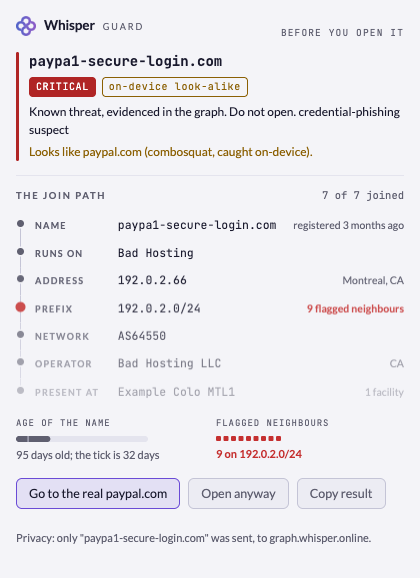 Whisper GUARD
BEFORE YOU OPEN IT
paypa1-secure-login.com
CRITICAL on-device look-alike
Known threat, evidenced in the graph. Do not open. credential-phishing
suspect
Looks like paypal.com (combosquat, caught on-device).
THE JOIN PATH 7 of 7 joined
NAME paypa1-secure-login.com registered 3 months ago
RUNS ON Bad Hosting
ADDRESS 192.0.2.66 Montreal, CA
PREFIX 192.0.2.0/24 9 flagged neighbours
NETWORK AS64550
OPERATOR Bad Hosting LLC CA
PRESENT AT Example Colo MTL1 1 facility
AGE OF THE NAME FLAGGED NEIGHBOURS
95 days old; the tick is 32 days 9 on 192.0.2.0/24
Go to the real paypal.com Open anyway Copy result
Privacy: only "paypa1-secure-login.com" was sent, to graph.whisper.online.